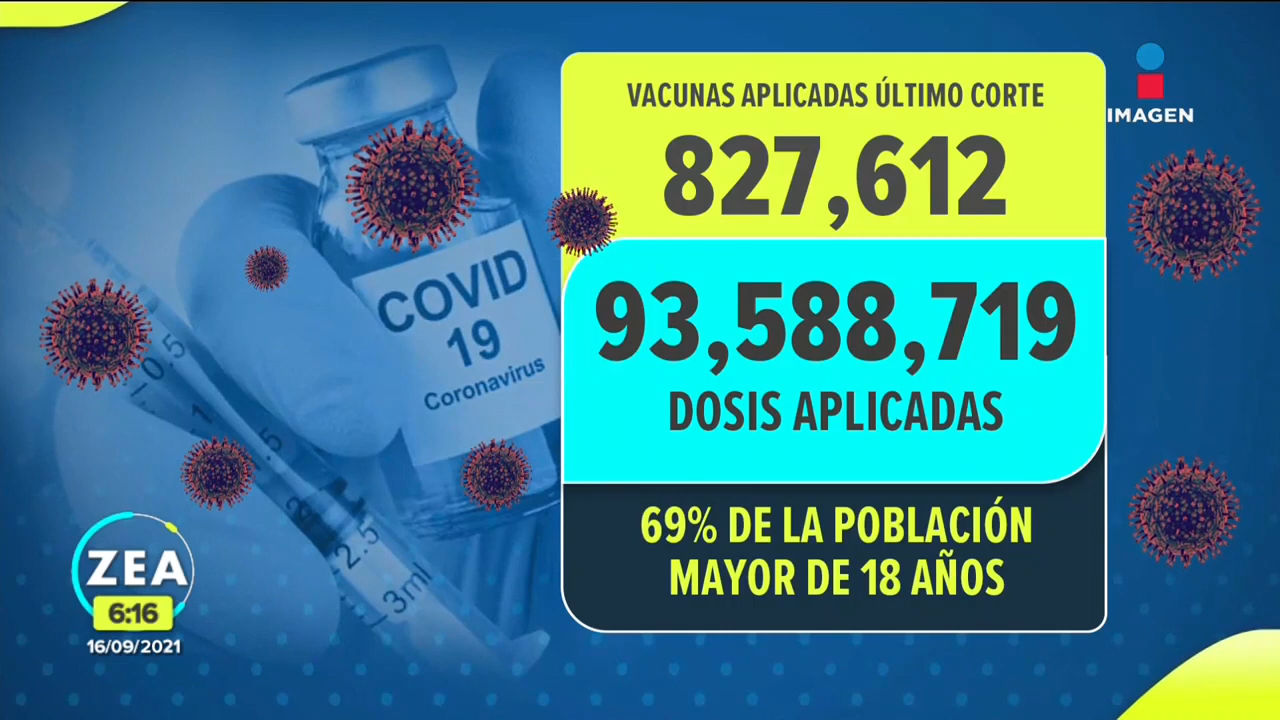 VACUNAS APLICADAS ÚLTIMO CORTE
827,612
IMAGEN
93,588,719
DOSIS APLICADAS
69% DE LA POBLACIÓN
MAYOR DE 18 AÑOS
COVID
19
Coronavirus
0.5
1
1.5
2
2.5
3ml
ZEA
6:16
16/09/2021